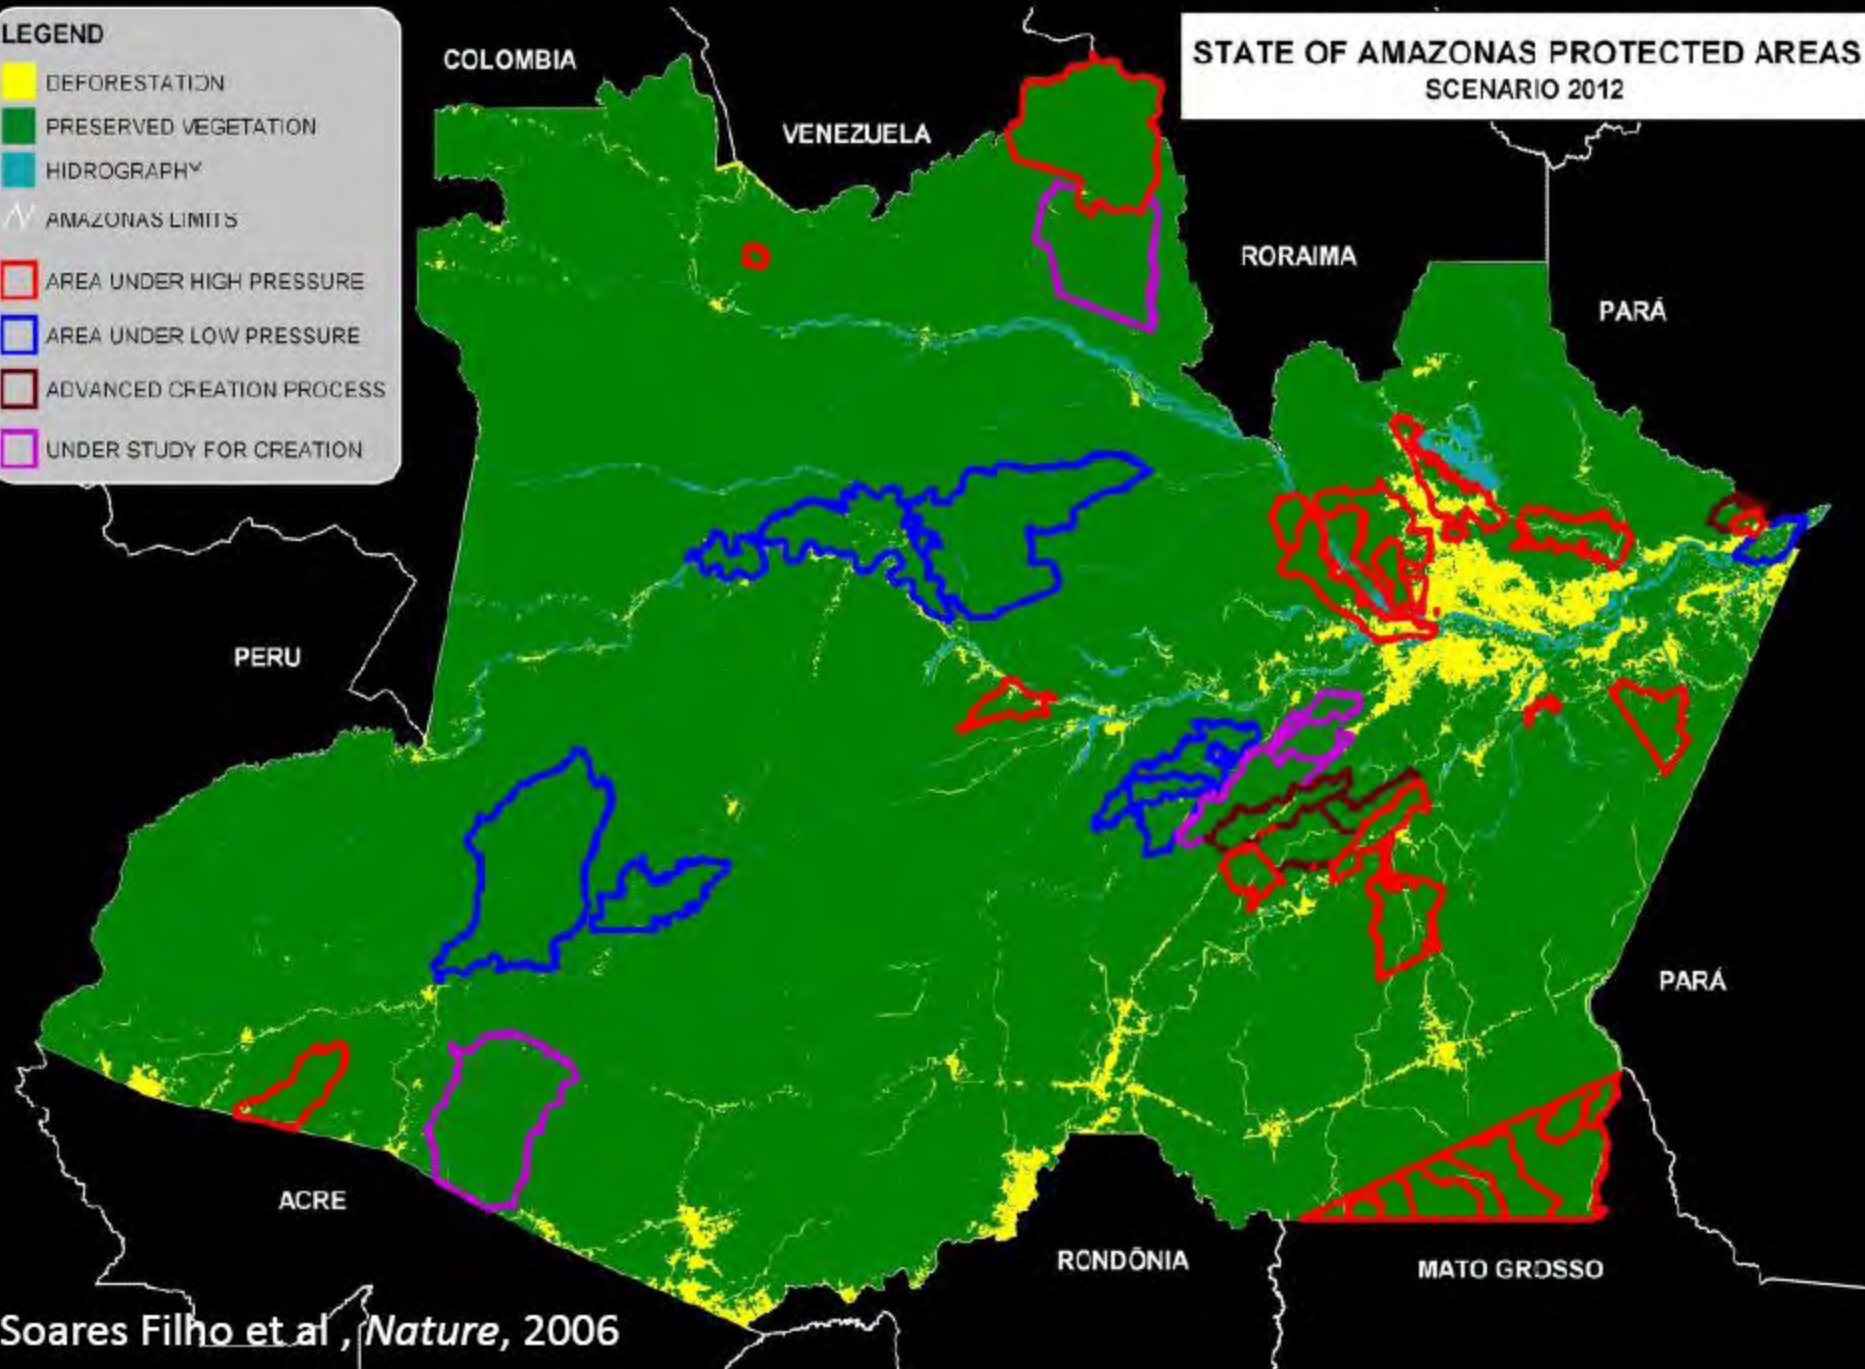 LEGEND
DEFORESTATION
PRESERVED VEGETATION
HIDROGRAPHY
AMAZONAS LIMITS
AREA UNDER HIGH PRESSURE
AREA UNDER LOW PRESSURE
ADVANCED CREATION PROCESS
UNDER STUDY FOR CREATION
STATE OF AMAZONAS PROTECTED AREAS
SCENARIO 2012
COLOMBIA
VENEZUELA
RORAIMA
PARÁ
PERU
PARÁ
ACRE
RONDÔNIA
MATO GROSSO
Soares Filho et al , Nature, 2006